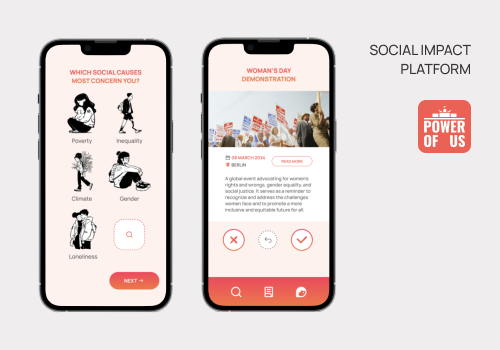 WHICH SOCIAL CAUSES
MOST CONCERN YOU?
Poverty
Inequality
Climate
Gender
Loneliness
NEXT →
WOMAN'S DAY
DEMONSTRATION
08 MARCH 2024
BERLIN
READ MORE
A global event advocating for women's
rights and wrongs, gender equality, and
social justice. It serves as a reminder to
recognize and address the challenges
women face and to promote a more
inclusive and equitable future for all.
SOCIAL IMPACT
PLATFORM
POWER
OF US